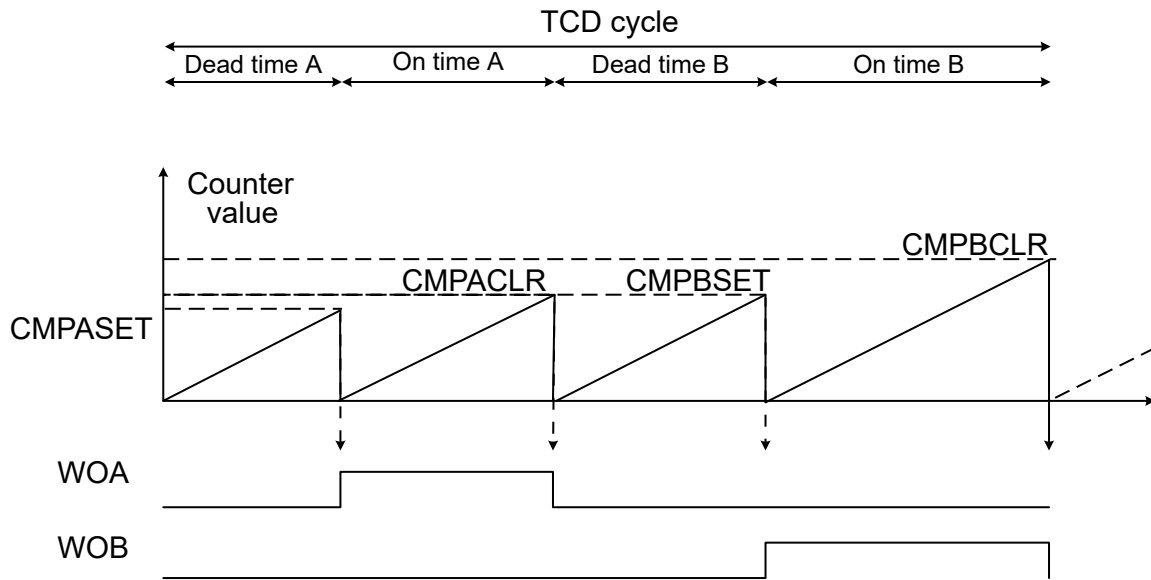 TCD cycle
Dead time A
On time A
Dead time B
On time B
Counter
value
CMPBCLR
CMPACLR
CMPBSET
CMPASET
WOA
WOB